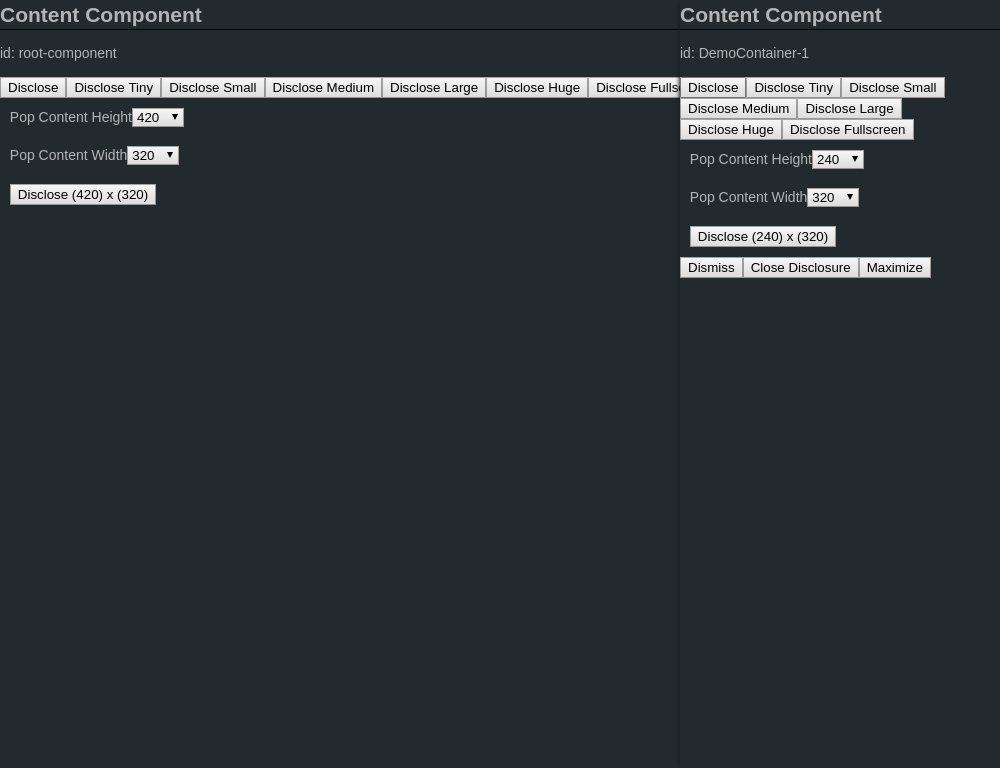 Content Component
id: root-component
Disclose Disclose Tiny Disclose Small Disclose Medium Disclose Large Disclose Huge Disclose Fulls
Pop Content Height 420
Pop Content Width 320
Disclose (420) x (320)
Content Component
id: DemoContainer-1
Disclose Disclose Tiny Disclose Small
Disclose Medium Disclose Large
Disclose Huge Disclose Fullscreen
Pop Content Height 240
Pop Content Width 320
Disclose (240) x (320)
Dismiss Close Disclosure Maximize